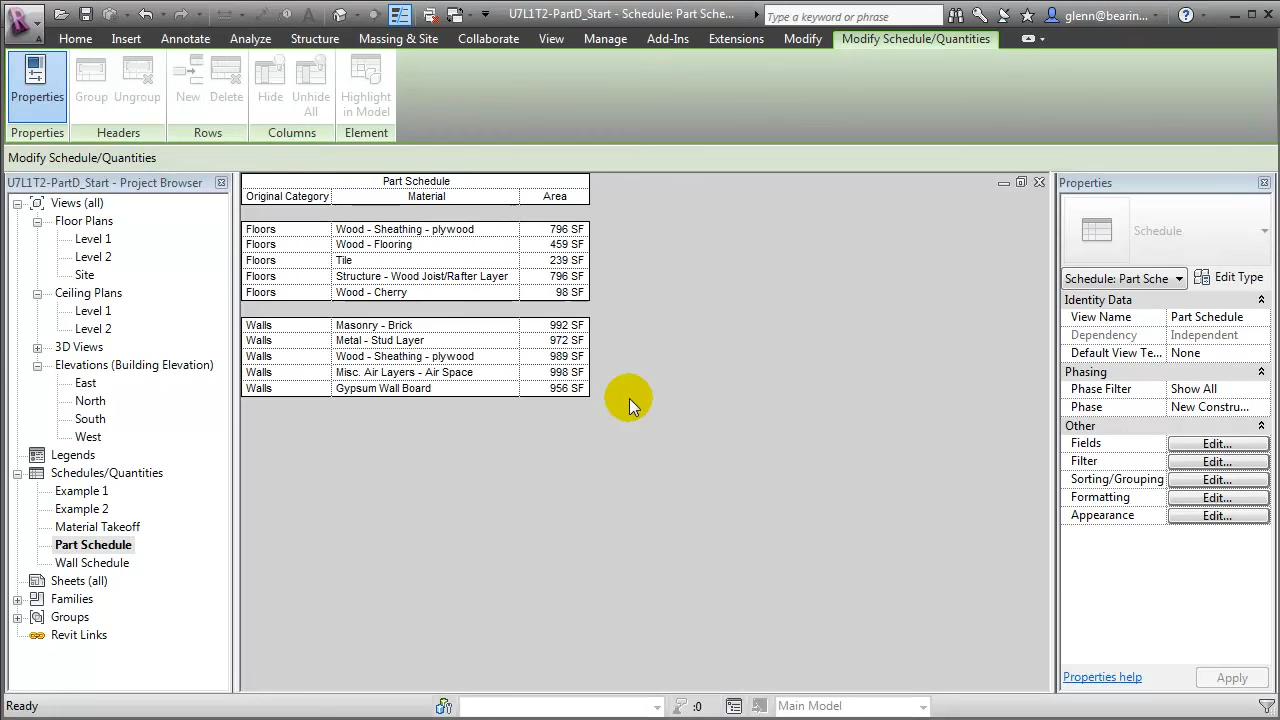 U7L1T2-PartD_Start - Schedule: Part Sche...
Type a keyword or phrase
glenn@bearin...
Home Insert Annotate Analyze Structure Massing & Site Collaborate View Manage Add-Ins Extensions Modify Modify Schedule/Quantities
Properties Group Ungroup New Delete Hide Unhide All Highlight in Model
Properties Headers Rows Columns Element
Modify Schedule/Quantities
U7L1T2-PartD_Start - Project Browser
Views (all)
Floor Plans
Level 1
Level 2
Site
Ceiling Plans
Level 1
Level 2
3D Views
Elevations (Building Elevation)
East
North
South
West
Legends
Schedules/Quantities
Example 1
Example 2
Material Takeoff
Part Schedule
Wall Schedule
Sheets (all)
Families
Groups
Revit Links
Part Schedule
Original Category Material Area
Floors Wood - Sheathing - plywood 796 SF
Floors Wood - Flooring 459 SF
Floors Tile 239 SF
Floors Structure - Wood Joist/Rafter Layer 796 SF
Floors Wood - Cherry 98 SF
Walls Masonry - Brick 992 SF
Walls Metal - Stud Layer 972 SF
Walls Wood - Sheathing - plywood 989 SF
Walls Misc. Air Layers - Air Space 998 SF
Walls Gypsum Wall Board 956 SF
Properties
Schedule
Schedule: Part Sche Edit Type
Identity Data
View Name Part Schedule
Dependency Independent
Default View Te... None
Phasing
Phase Filter Show All
Phase New Constru...
Other
Fields Edit...
Filter Edit...
Sorting/Grouping Edit...
Formatting Edit...
Appearance Edit...
Properties help Apply
Ready :0 Main Model